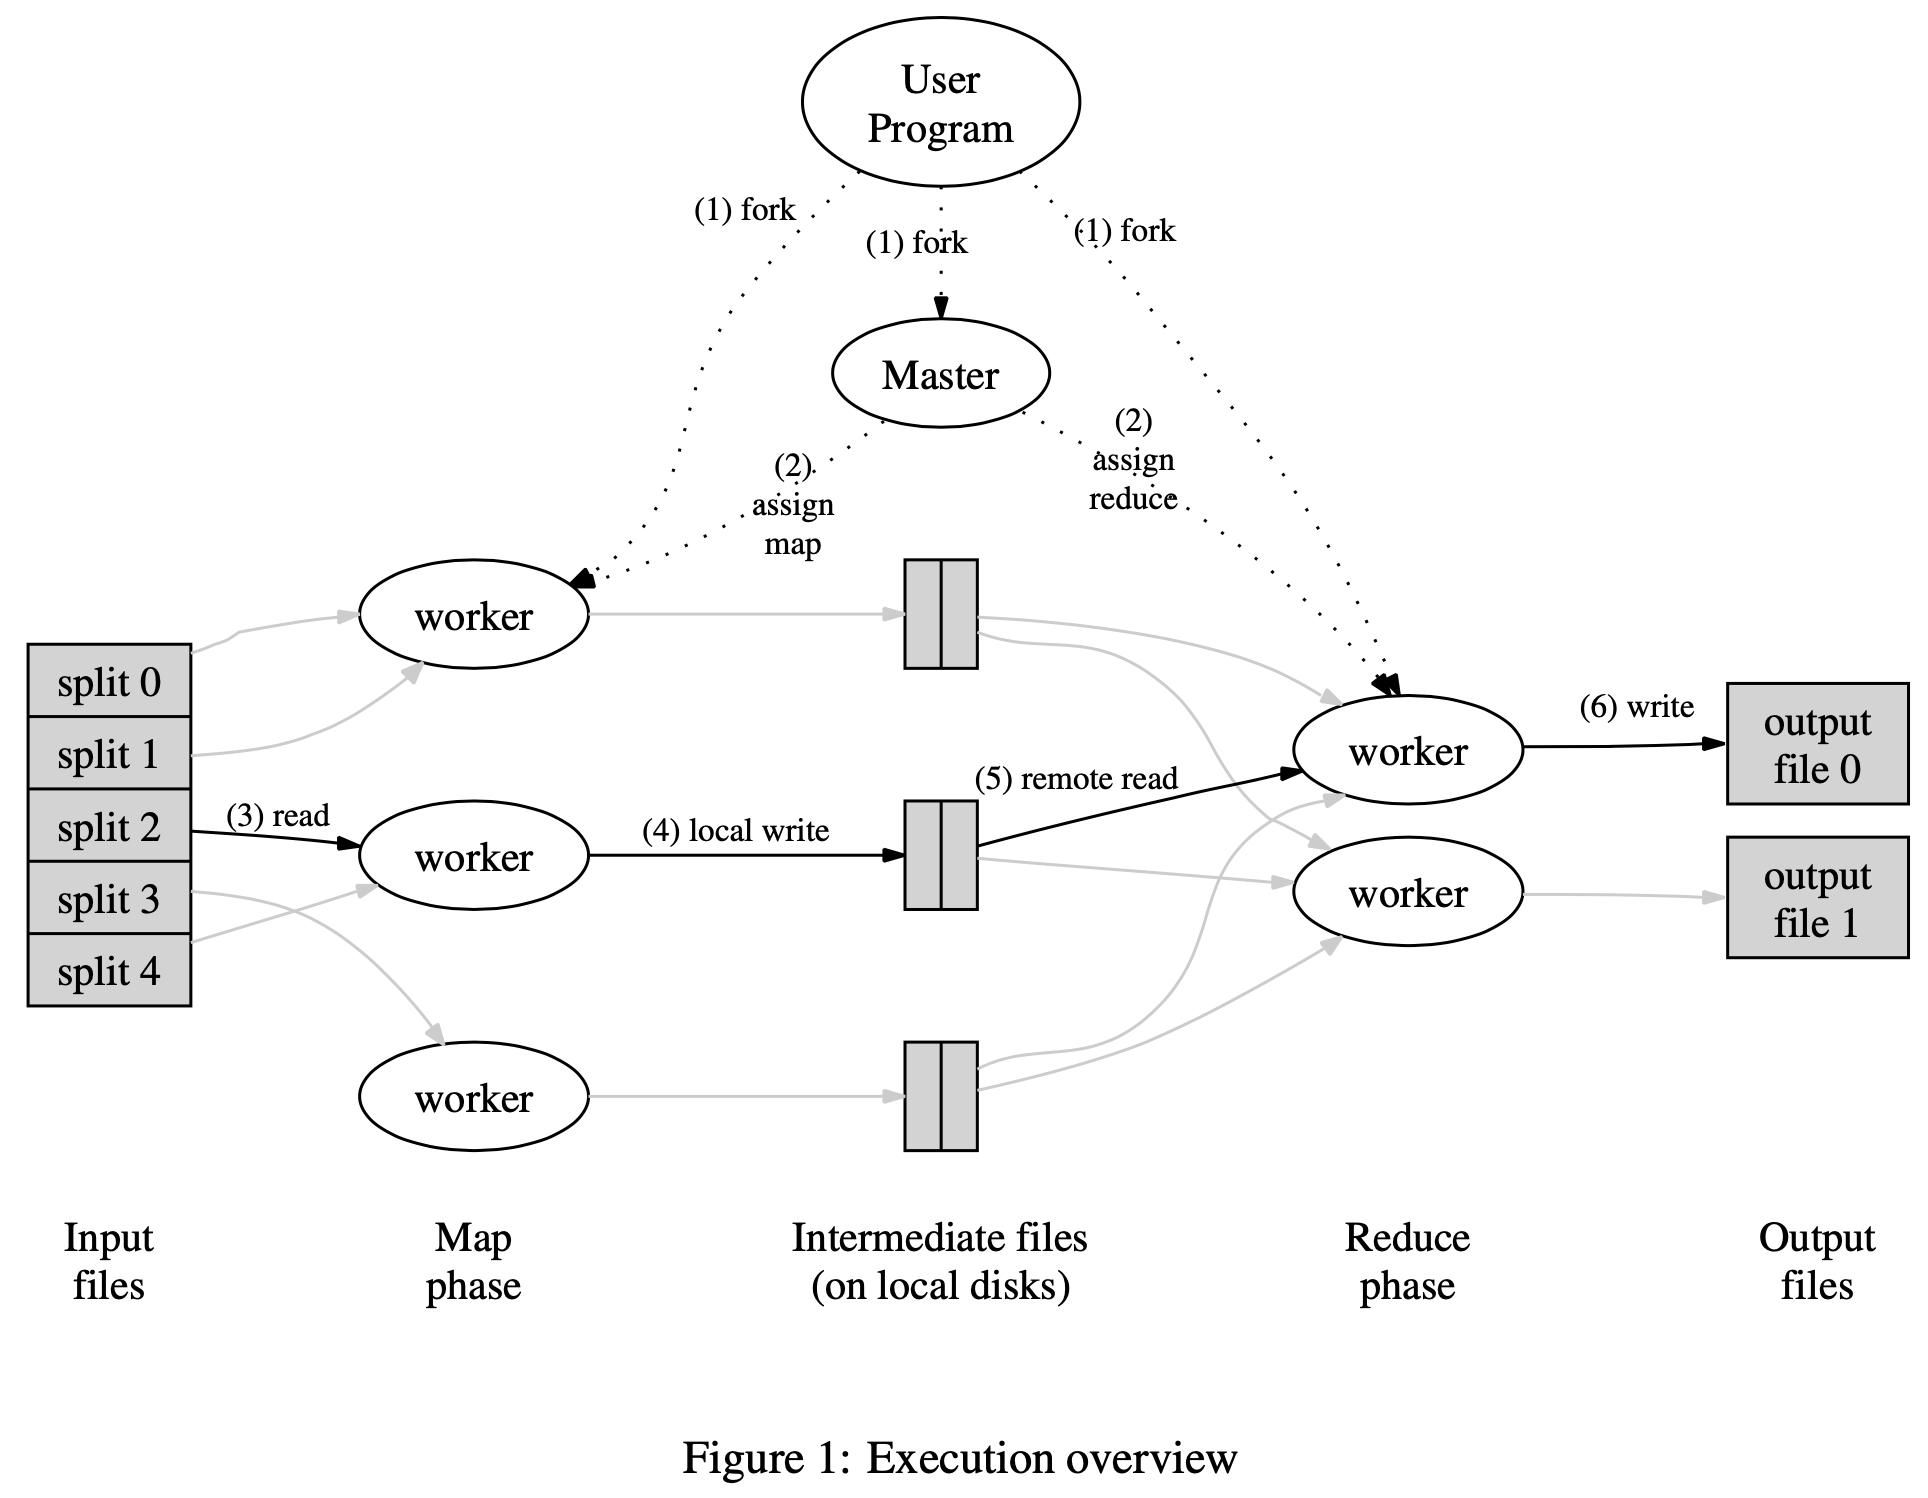 User
Program
(1) fork
(1) fork
(1) fork
Master
(2)
assign
map
(2)
assign
reduce
worker
split 0
split 1
split 2
split 3
split 4
(3) read
worker
(4) local write
(5) remote read
worker
(6) write
output
file 0
worker
output
file 1
worker
Input
files
Map
phase
Intermediate files
(on local disks)
Reduce
phase
Output
files
Figure 1: Execution overview